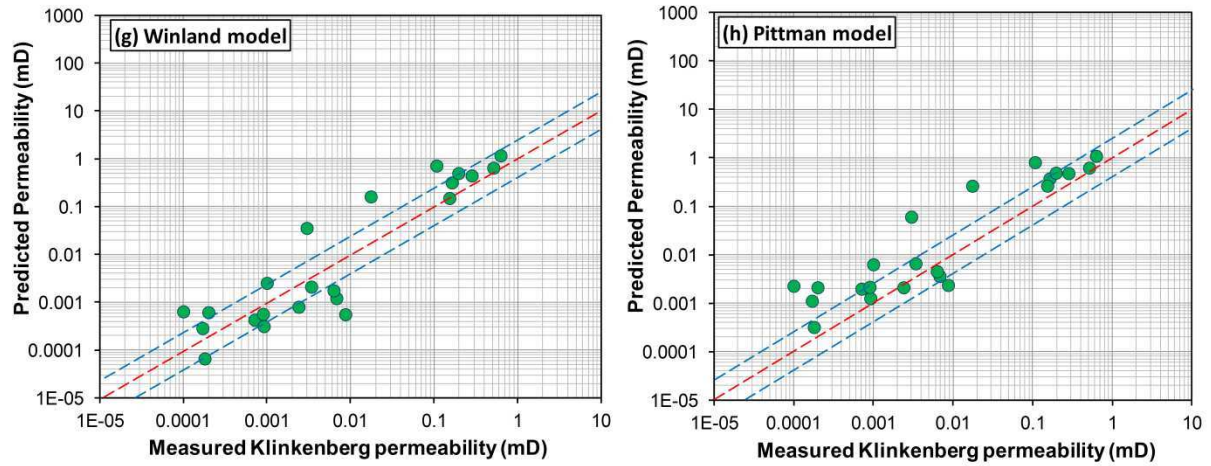 (g) Winland model
Predicted Permeability (mD)
1000
100
10
1
0.1
0.01
0.001
0.0001
1E-05
1E-05 0.0001 0.001 0.01 0.1 1 10
Measured Klinkenberg permeability (mD)
(h) Pittman model
Predicted Permeability (mD)
1000
100
10
1
0.1
0.01
0.001
0.0001
1E-05
1E-05 0.0001 0.001 0.01 0.1 1 10
Measured Klinkenberg permeability (mD)